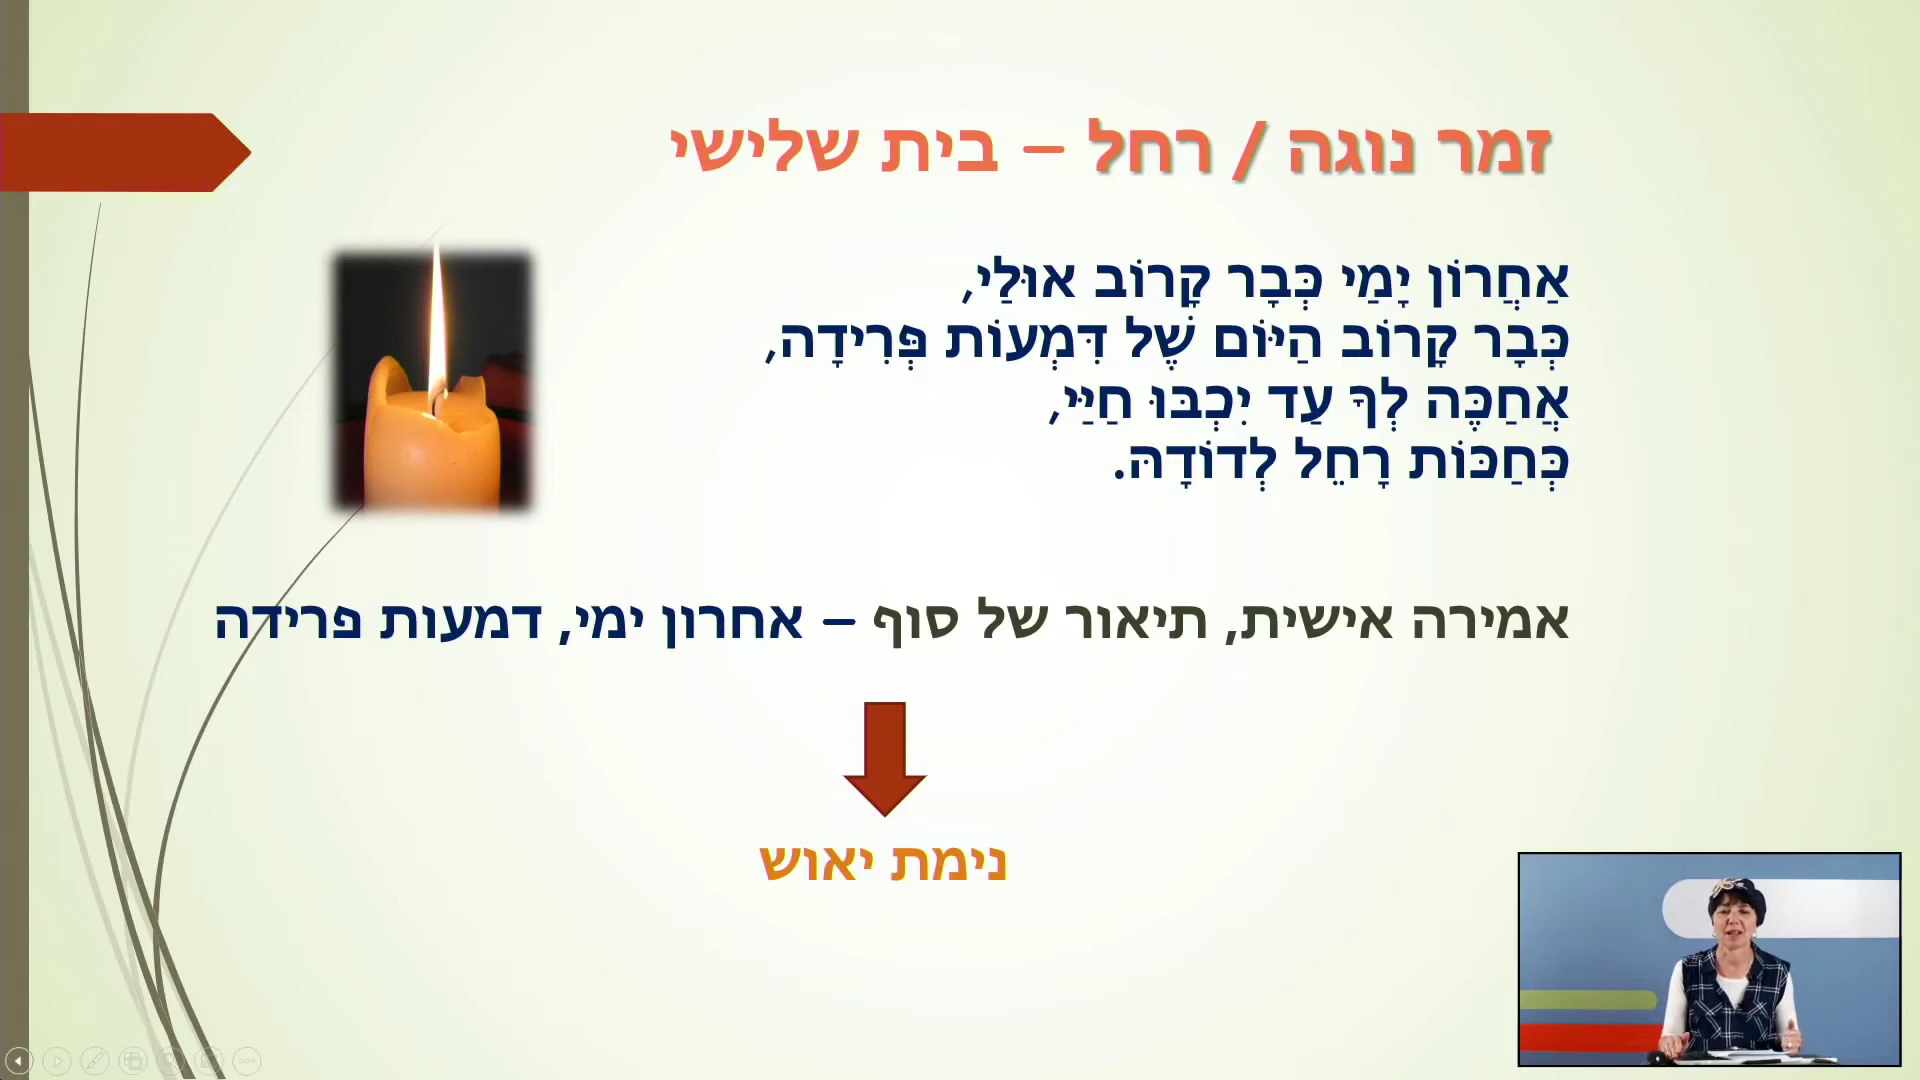 זמר נוגה / רחל – בית שלישי
אַחֲרוֹן יָמַי כְּבָר קָרוֹב אוּלַי,
כְּבָר קָרוֹב הַיּוֹם שֶׁל דִּמְעוֹת פְּרִידָה,
אֲחַכֶּה לְךָ עַד יִכְבּוּ חַיַּי,
כְּחַכּוֹת רָחֵל לְדוֹדָהּ.
אמירה אישית, תיאור של סוף – אחרון ימי, דמעות פרידה
נימת יאוש